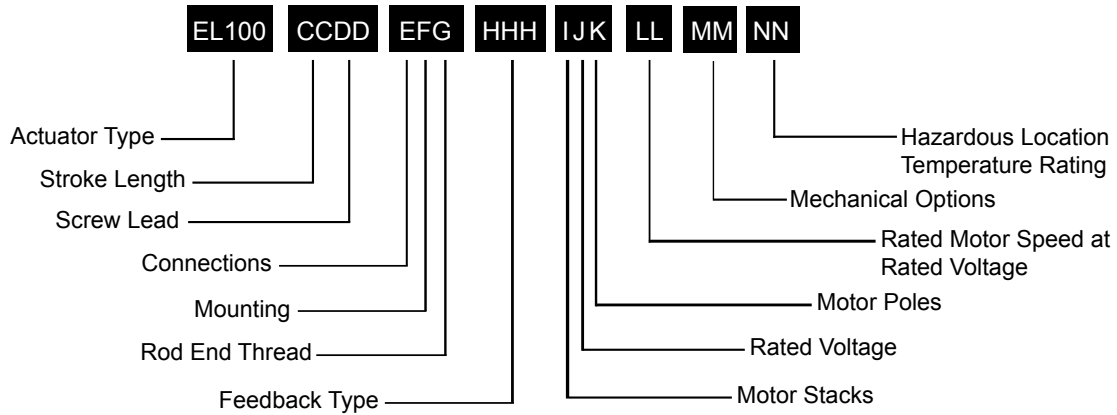 EL100 CCDD EFG HHH IJK LL MM NN
Actuator Type
Stroke Length
Screw Lead
Connections
Mounting
Rod End Thread
Feedback Type
Hazardous Location
Temperature Rating
Mechanical Options
Rated Motor Speed at
Rated Voltage
Motor Poles
Rated Voltage
Motor Stacks